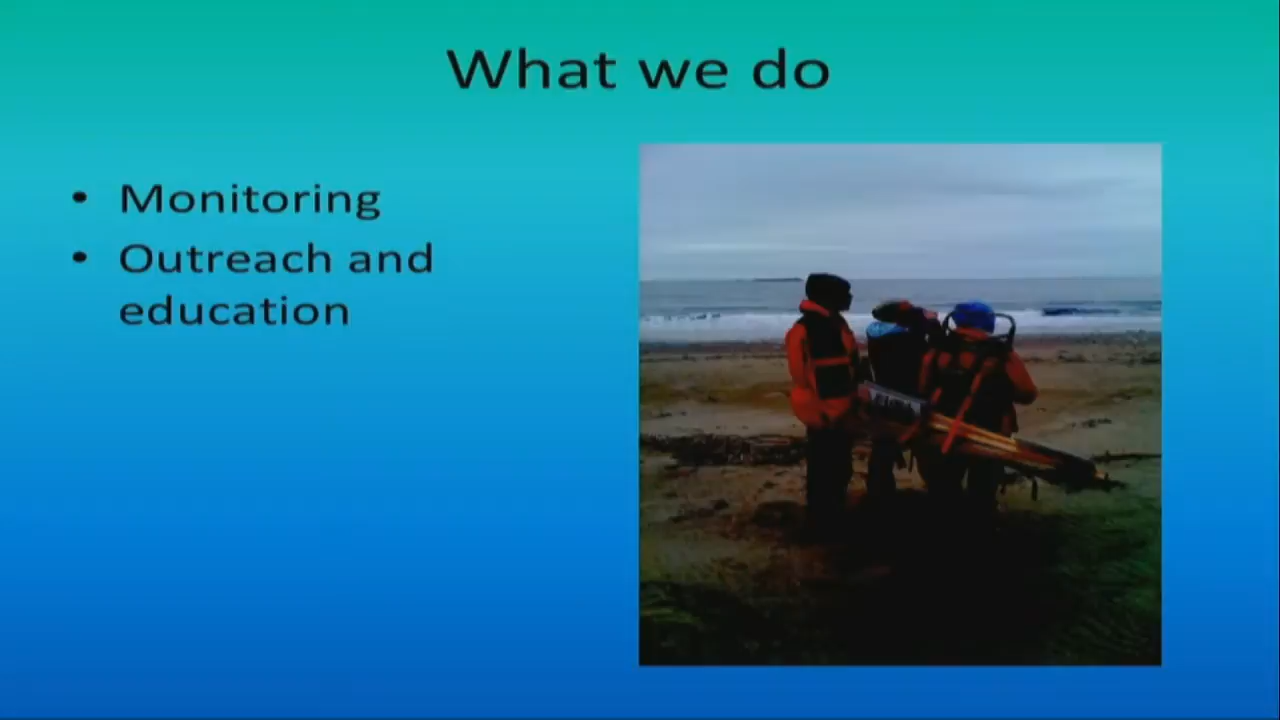 What we do
• Monitoring
• Outreach and
education